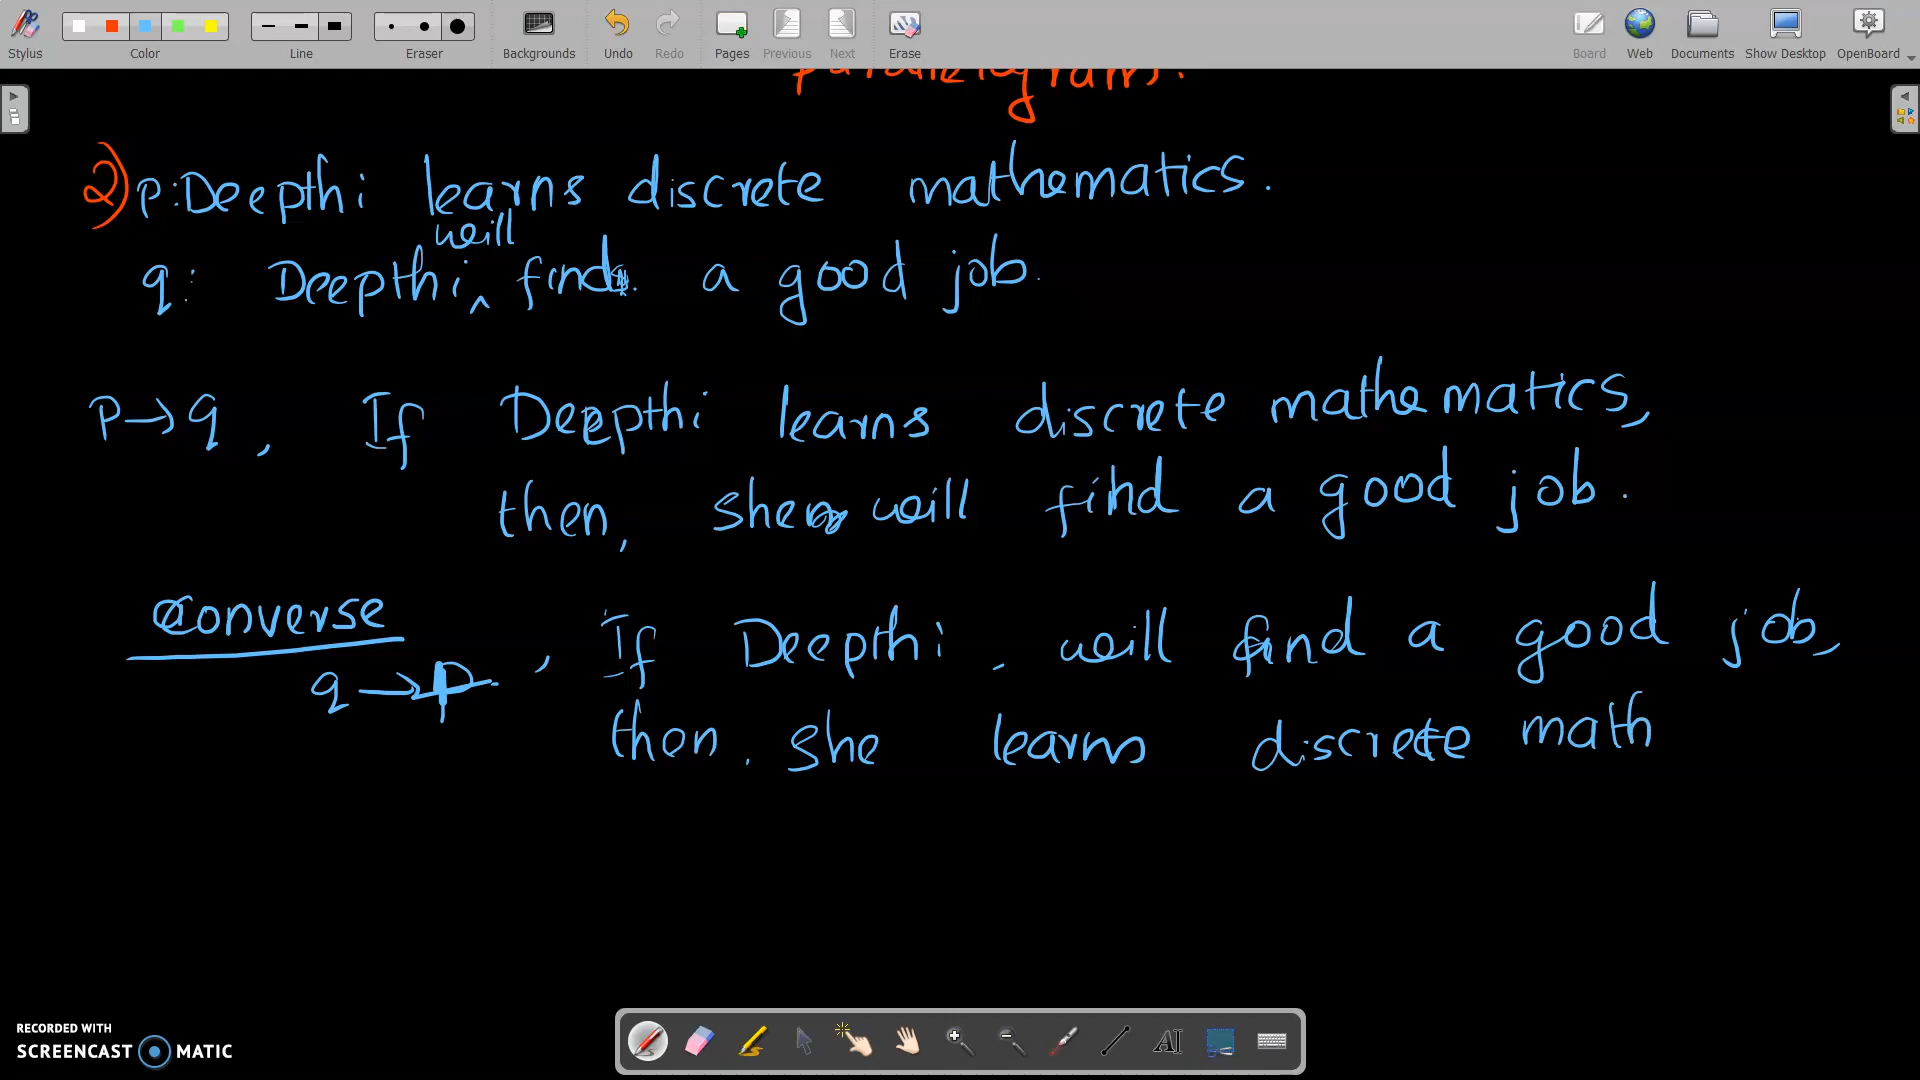 Stylus Color Line Eraser Backgrounds Undo Redo Pages Previous Next Erase Board Web Documents Show Desktop OpenBoard
parallelogram.
2) p: Deepthi learns discrete mathematics.
will
q: Deepthi ^ find a good job.
p → q , If Deepthi learns discrete mathematics,
then, she will find a good job.
Converse
q → p , If Deepthi will find a good job,
then, she learns discrete math
RECORDED WITH
SCREENCAST MATIC